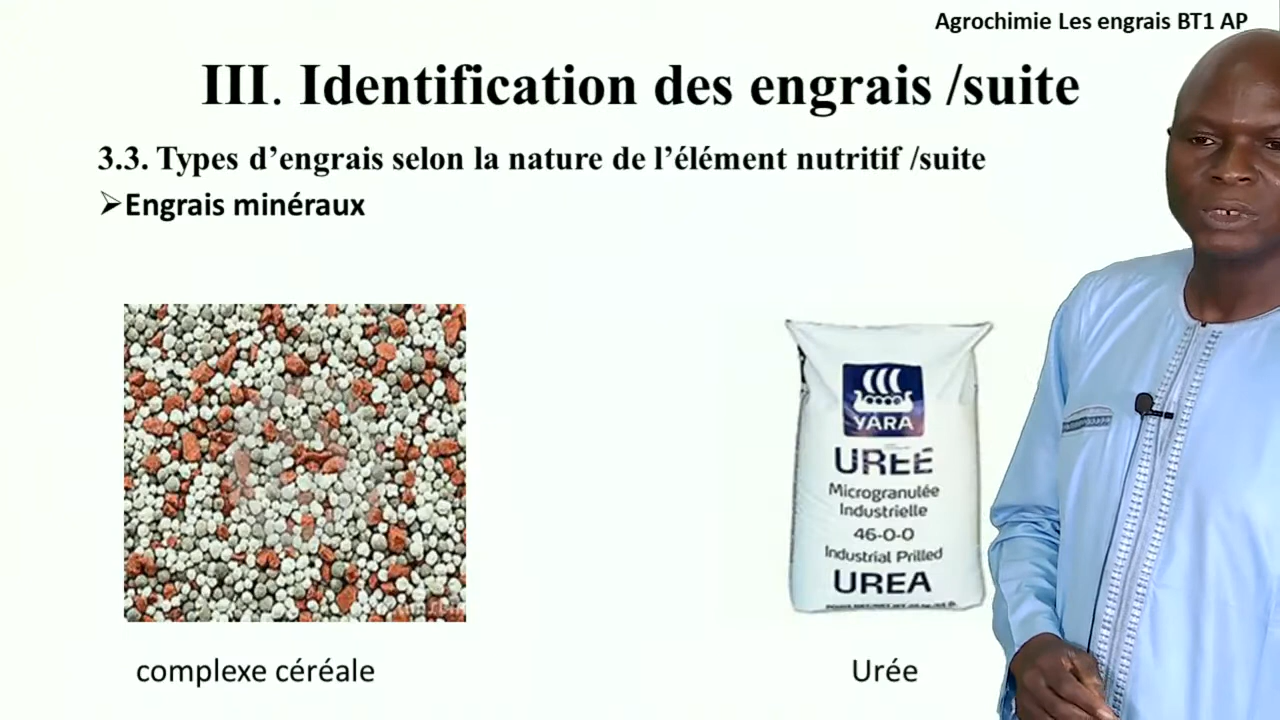 Agrochimie Les engrais BT1 AP
III. Identification des engrais /suite
3.3. Types d’engrais selon la nature de l’élément nutritif /suite
➢Engrais minéraux
YARA
URÉE
Microgranulée
Industrielle
46-0-0
Industrial Prilled
UREA
complexe céréale
Urée